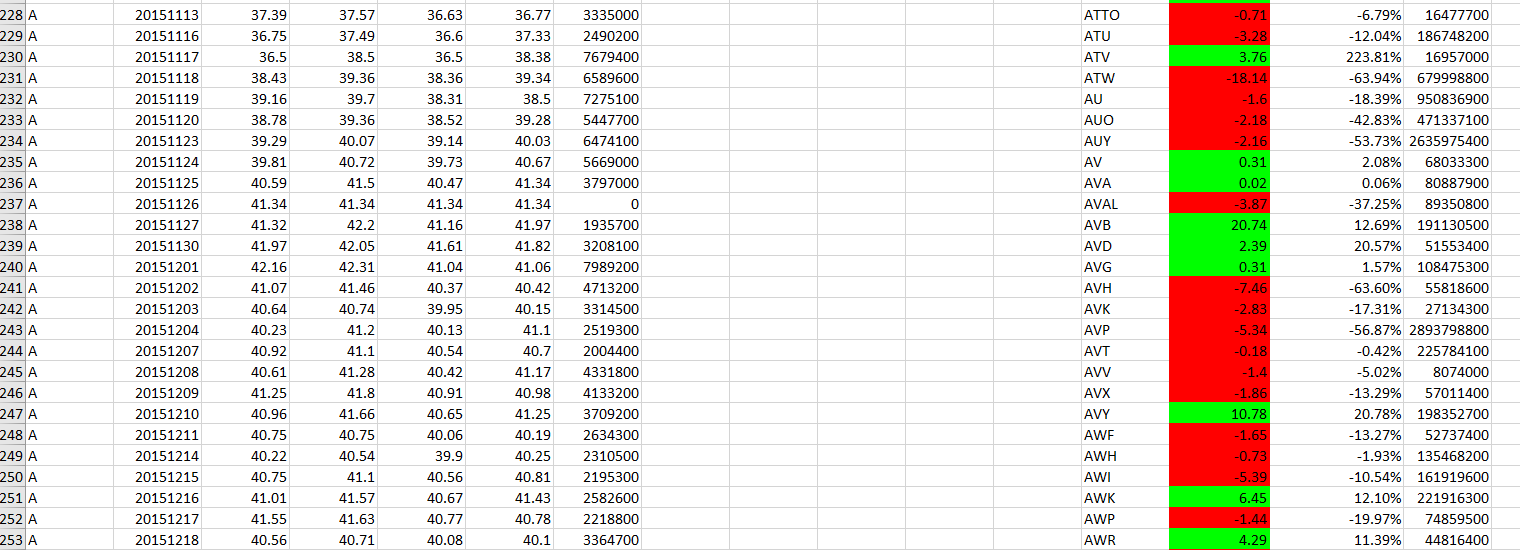 228 A 20151113 37.39 37.57 36.63 36.77 3335000 ATTO -0.71 -6.79% 16477700
229 A 20151116 36.75 37.49 36.6 37.33 2490200 ATU -3.28 -12.04% 186748200
230 A 20151117 36.5 38.5 36.5 38.38 7679400 ATV 3.76 223.81% 16957000
231 A 20151118 38.43 39.36 38.36 39.34 6589600 ATW -18.14 -63.94% 679998800
232 A 20151119 39.16 39.7 38.31 38.5 7275100 AU -1.6 -18.39% 950836900
233 A 20151120 38.78 39.36 38.52 39.28 5447700 AUO -2.18 -42.83% 471337100
234 A 20151123 39.29 40.07 39.14 40.03 6474100 AUY -2.16 -53.73% 2635975400
235 A 20151124 39.81 40.72 39.73 40.67 5669000 AV 0.31 2.08% 68033300
236 A 20151125 40.59 41.5 40.47 41.34 3797000 AVA 0.02 0.06% 80887900
237 A 20151126 41.34 41.34 41.34 41.34 0 AVAL -3.87 -37.25% 89350800
238 A 20151127 41.32 42.2 41.16 41.97 1935700 AVB 20.74 12.69% 191130500
239 A 20151130 41.97 42.05 41.61 41.82 3208100 AVD 2.39 20.57% 51553400
240 A 20151201 42.16 42.31 41.04 41.06 7989200 AVG 0.31 1.57% 108475300
241 A 20151202 41.07 41.46 40.37 40.42 4713200 AVH -7.46 -63.60% 55818600
242 A 20151203 40.64 40.74 39.95 40.15 3314500 AVK -2.83 -17.31% 27134300
243 A 20151204 40.23 41.2 40.13 41.1 2519300 AVP -5.34 -56.87% 2893798800
244 A 20151207 40.92 41.1 40.54 40.7 2004400 AVT -0.18 -0.42% 225784100
245 A 20151208 40.61 41.28 40.42 41.17 4331800 AVV -1.4 -5.02% 8074000
246 A 20151209 41.25 41.8 40.91 40.98 4133200 AVX -1.86 -13.29% 57011400
247 A 20151210 40.96 41.66 40.65 41.25 3709200 AVY 10.78 20.78% 198352700
248 A 20151211 40.75 40.75 40.06 40.19 2634300 AWF -1.65 -13.27% 52737400
249 A 20151214 40.22 40.54 39.9 40.25 2310500 AWH -0.73 -1.93% 135468200
250 A 20151215 40.75 41.1 40.56 40.81 2195300 AWI -5.39 -10.54% 161919600
251 A 20151216 41.01 41.57 40.67 41.43 2582600 AWK 6.45 12.10% 221916300
252 A 20151217 41.55 41.63 40.77 40.78 2218800 AWP -1.44 -19.97% 74859500
253 A 20151218 40.56 40.71 40.08 40.1 3364700 AWR 4.29 11.39% 44816400